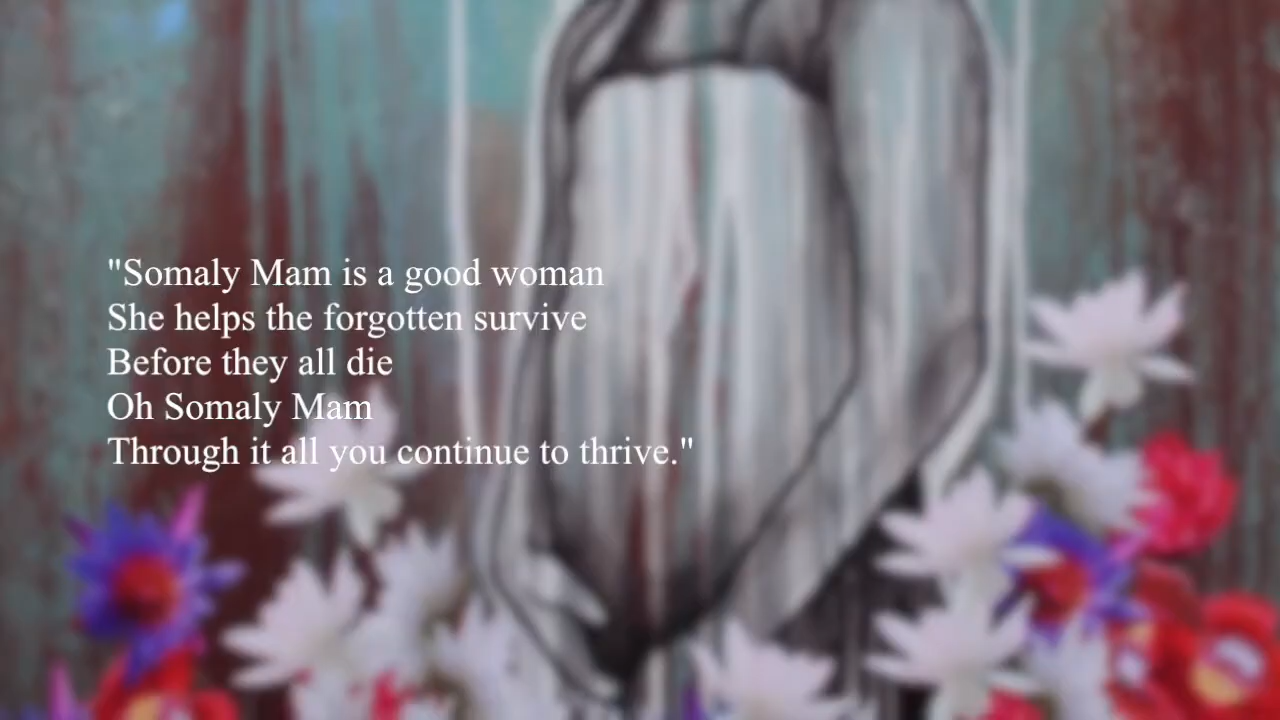 "Somaly Mam is a good woman
She helps the forgotten survive
Before they all die
Oh Somaly Mam
Through it all you continue to thrive."